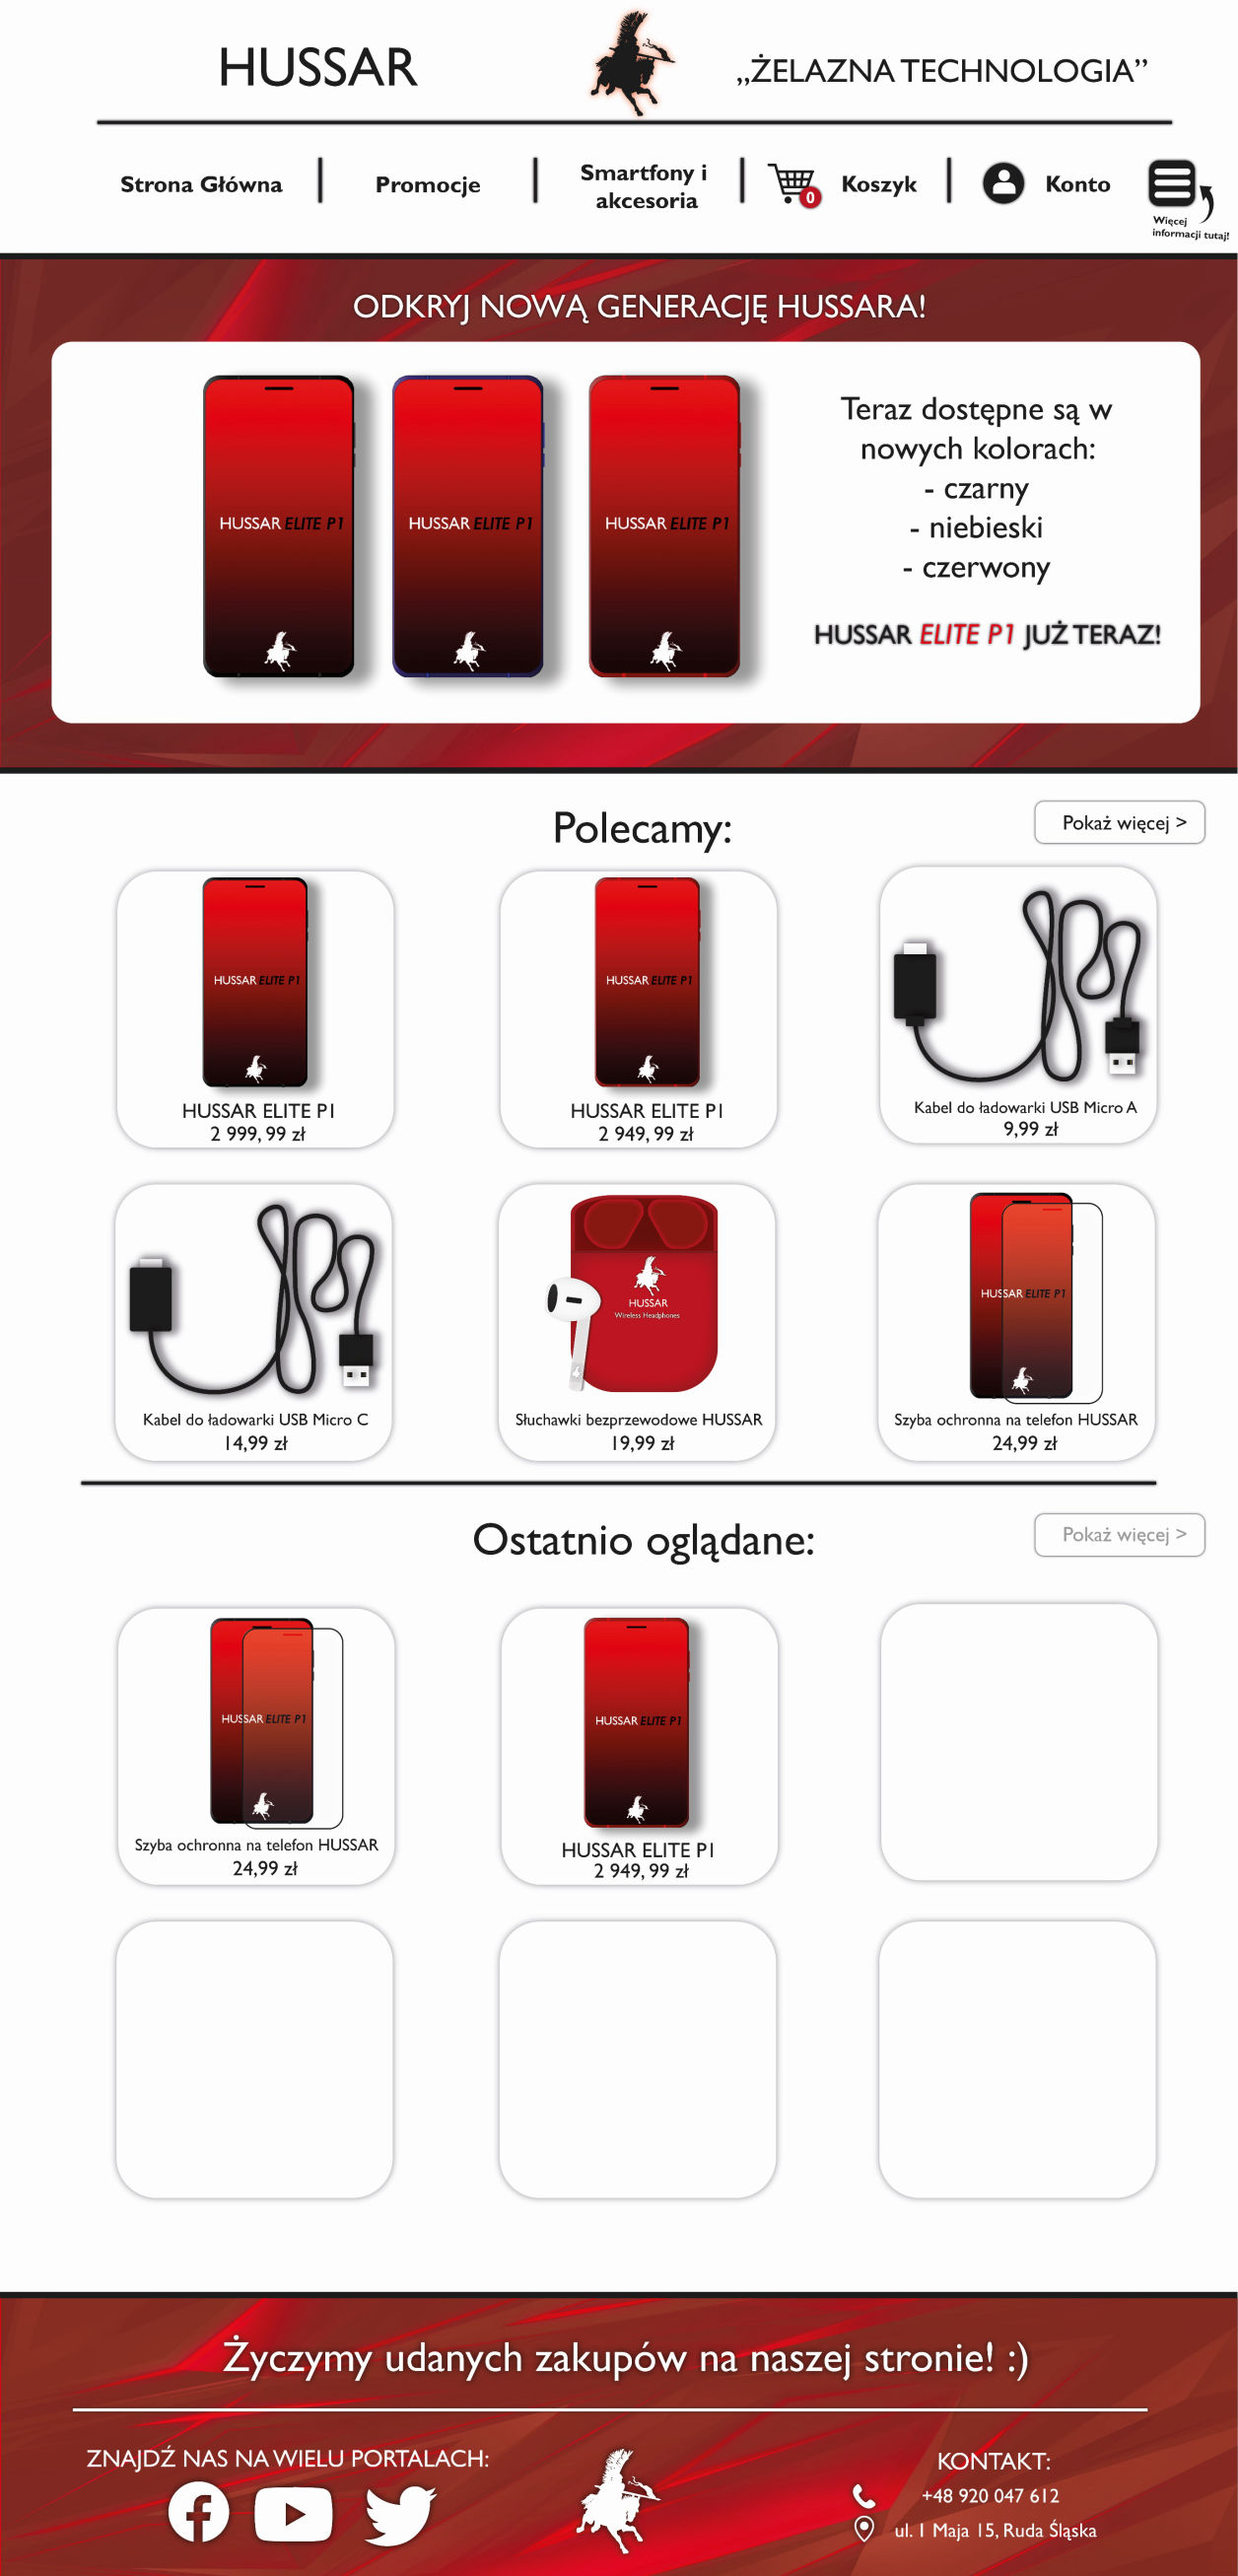 HUSSAR
„ŻELAZNA TECHNOLOGIA”
Strona Główna
Promocje
Smartfony i
akcesoria
0
Koszyk
Konto
Więcej
informacji tutaj!
ODKRYJ NOWĄ GENERACJĘ HUSSARA!
HUSSAR ELITE P1
HUSSAR ELITE P1
HUSSAR ELITE P1
Teraz dostępne są w
nowych kolorach:
- czarny
- niebieski
- czerwony
HUSSAR ELITE P1 JUŻ TERAZ!
Polecamy:
Pokaż więcej >
HUSSAR ELITE P1
HUSSAR ELITE P1
2 999, 99 zł
HUSSAR ELITE P1
HUSSAR ELITE P1
2 949, 99 zł
Kabel do ładowarki USB Micro A
9,99 zł
Kabel do ładowarki USB Micro C
14,99 zł
HUSSAR
Wireless Headphones
Słuchawki bezprzewodowe HUSSAR
19,99 zł
HUSSAR ELITE P1
Szyba ochronna na telefon HUSSAR
24,99 zł
Ostatnio oglądane:
Pokaż więcej >
HUSSAR ELITE P1
Szyba ochronna na telefon HUSSAR
24,99 zł
HUSSAR ELITE P1
HUSSAR ELITE P1
2 949, 99 zł
Życzymy udanych zakupów na naszej stronie! :)
ZNAJDŹ NAS NA WIELU PORTALACH:
KONTAKT:
+48 920 047 612
ul. 1 Maja 15, Ruda Śląska